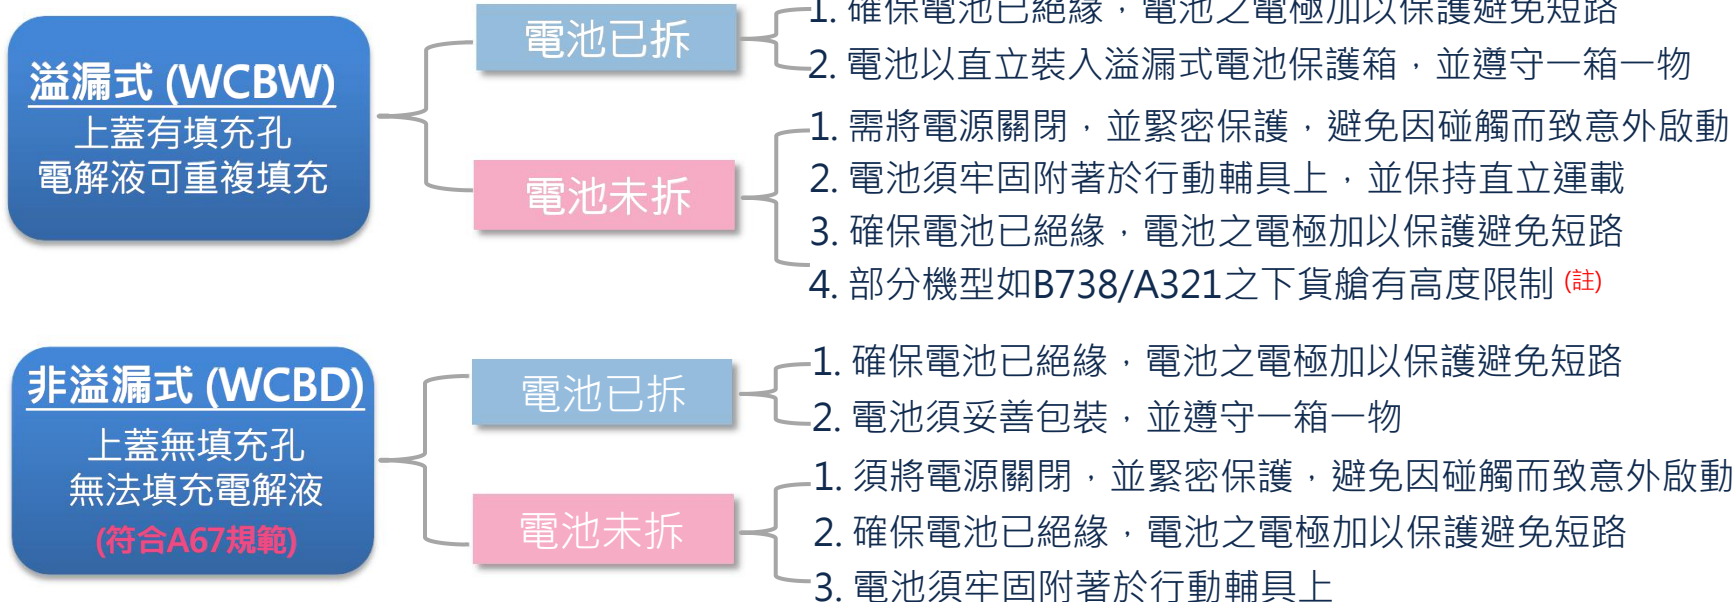 溢漏式 (WCBW)
上蓋有填充孔
電解液可重複填充
電池已拆
1. 確保電池已絕緣，電池之電極加以保護避免短路
2. 電池以直立裝入溢漏式電池保護箱，並遵守一箱一物
電池未拆
1. 需將電源關閉，並緊密保護，避免因碰觸而致意外啟動
2. 電池須牢固附著於行動輔具上，並保持直立運載
3. 確保電池已絕緣，電池之電極加以保護避免短路
4. 部分機型如B738/A321之下貨艙有高度限制 (註)
非溢漏式 (WCBD)
上蓋無填充孔
無法填充電解液
(符合A67規範)
電池已拆
1. 確保電池已絕緣，電池之電極加以保護避免短路
2. 電池須妥善包裝，並遵守一箱一物
電池未拆
1. 須將電源關閉，並緊密保護，避免因碰觸而致意外啟動
2. 確保電池已絕緣，電池之電極加以保護避免短路
3. 電池須牢固附著於行動輔具上